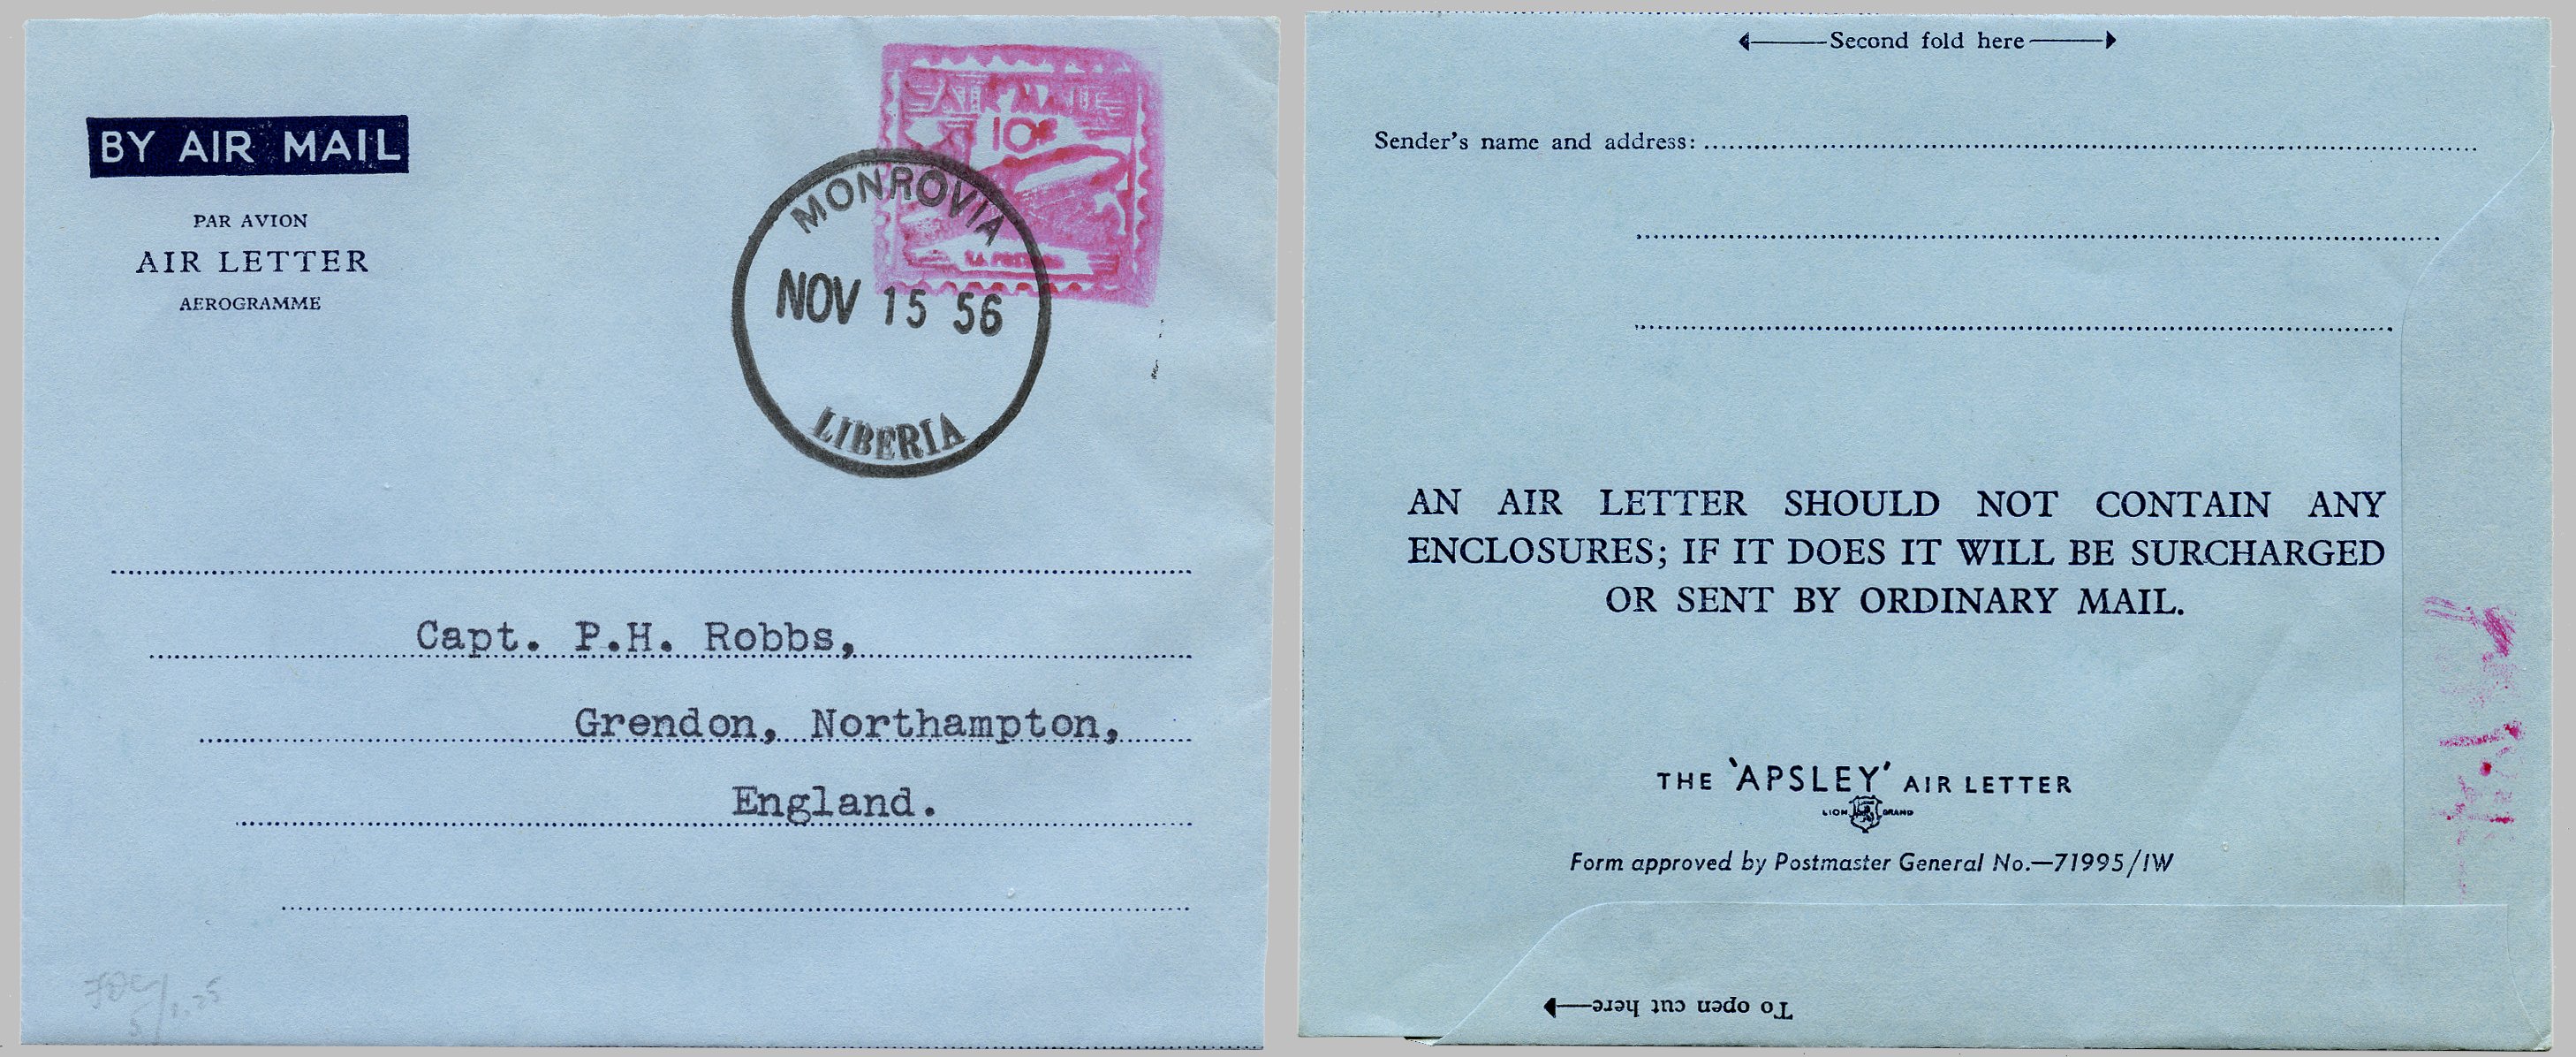 BY AIR MAIL
PAR AVION
AIR LETTER
AEROGRAMME
10¢
MONROVIA
NOV 15 56
LIBERIA
Capt. P.H. Robbs,
Grendon, Northampton,
England.
Second fold here
Sender's name and address:
AN AIR LETTER SHOULD NOT CONTAIN ANY
ENCLOSURES; IF IT DOES IT WILL BE SURCHARGED
OR SENT BY ORDINARY MAIL.
THE 'APSLEY' AIR LETTER
LION BRAND
Form approved by Postmaster General No.—71995/IW
To open cut here